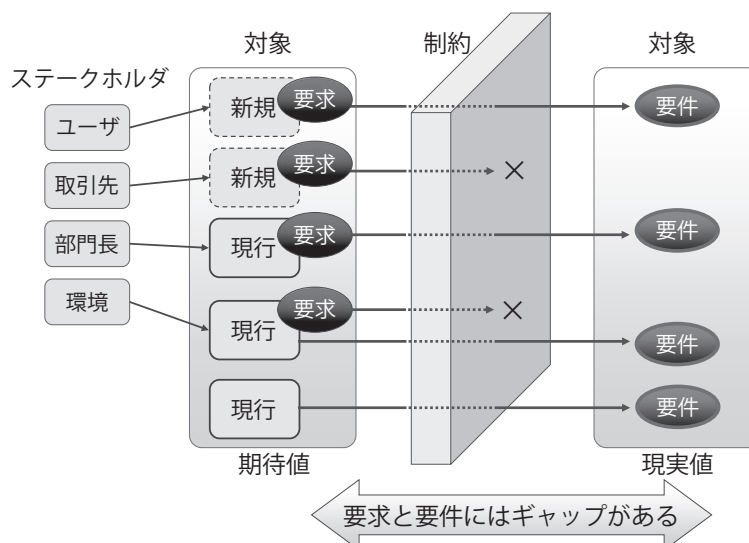 対象
制約
対象
ステークホルダ
ユーザ
取引先
部門長
環境
新規
要求
新規
要求
現行
要求
現行
要求
現行
×
×
要件
要件
要件
要件
期待値
現実値
要求と要件にはギャップがある